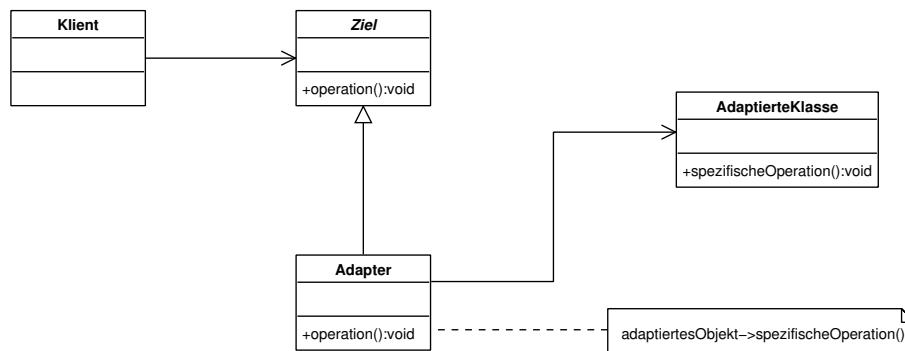 Klient
Ziel
+operation():void
AdaptierteKlasse
+spezifischeOperation():void
Adapter
+operation():void
adaptiertesObjekt−>spezifischeOperation()